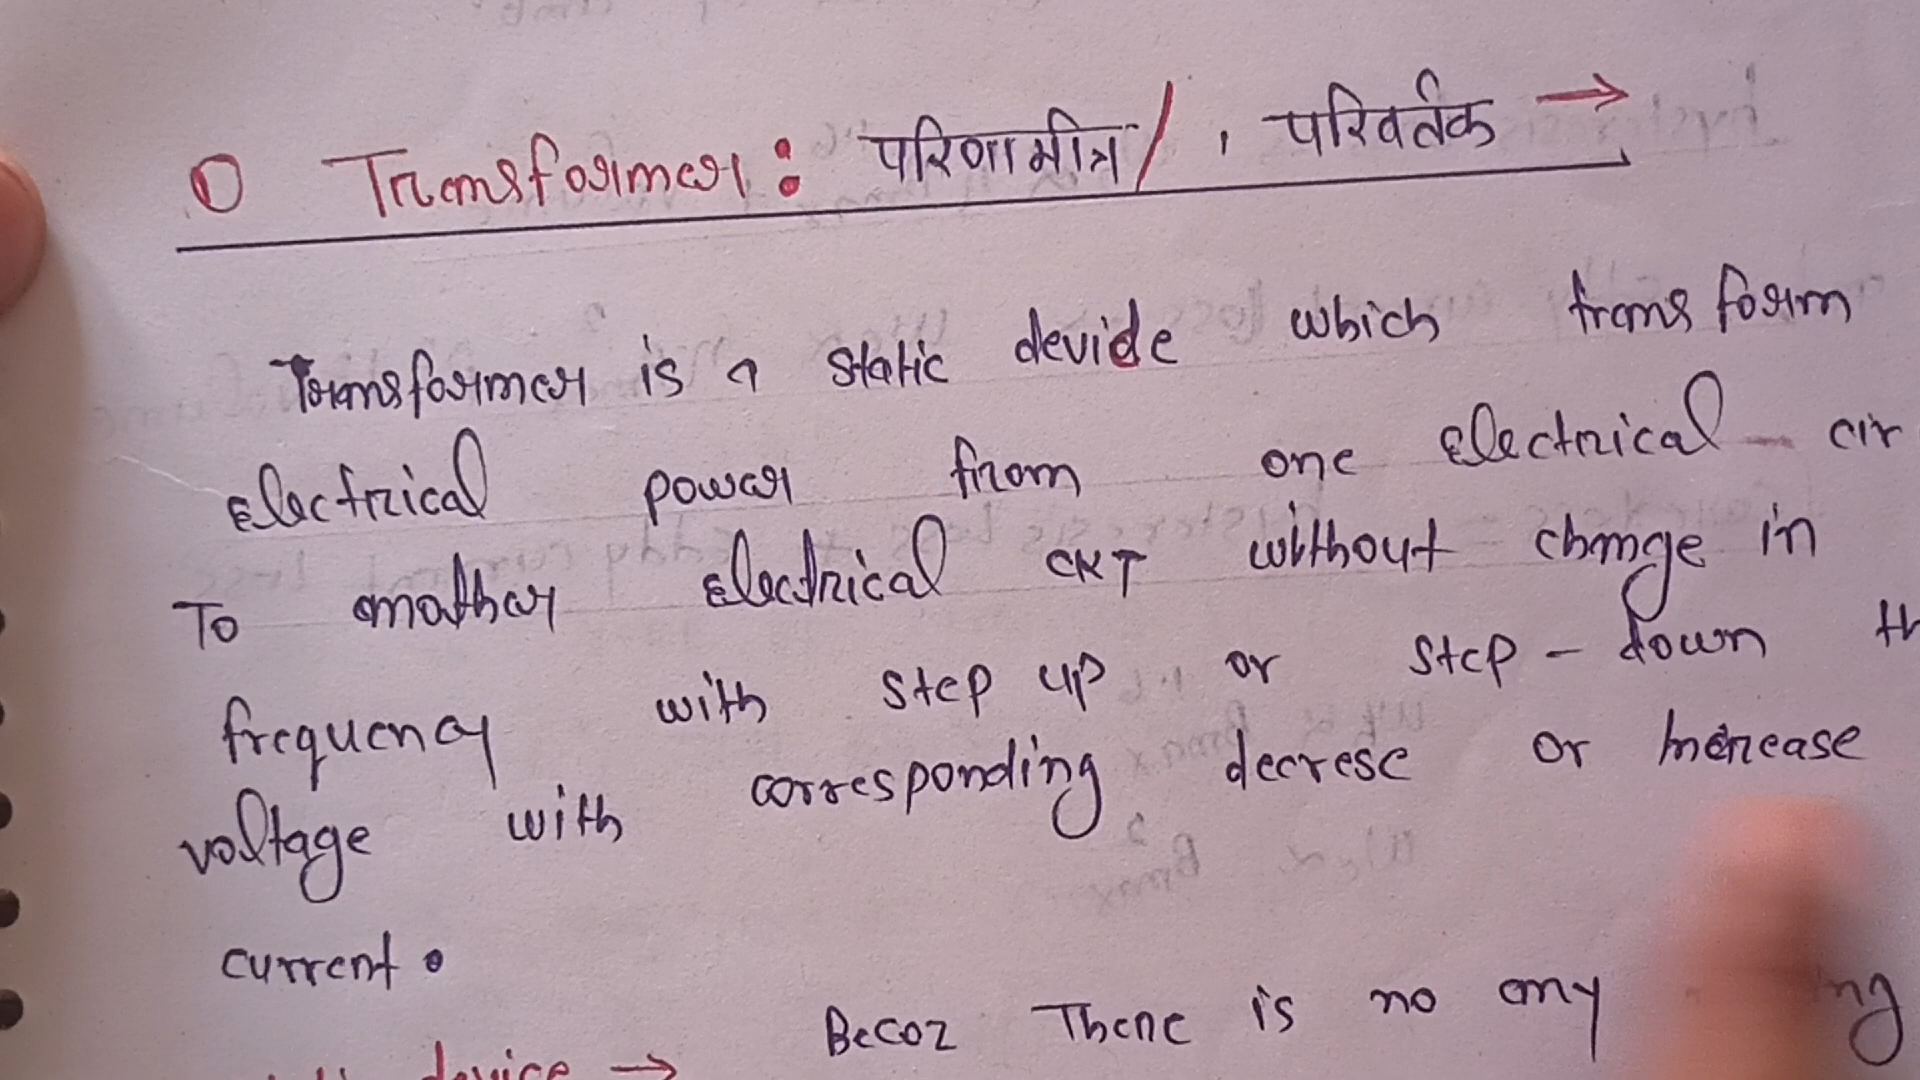 ① Transformer: परिणामीत्र / , परिवर्तक →
Transformer is a static devide which transform
electrical power from one electrical cir
To another electrical CKT without change in
frequency with step up or step - down th
voltage with corresponding decrese or increase
current.
Becoz There is no any
device →